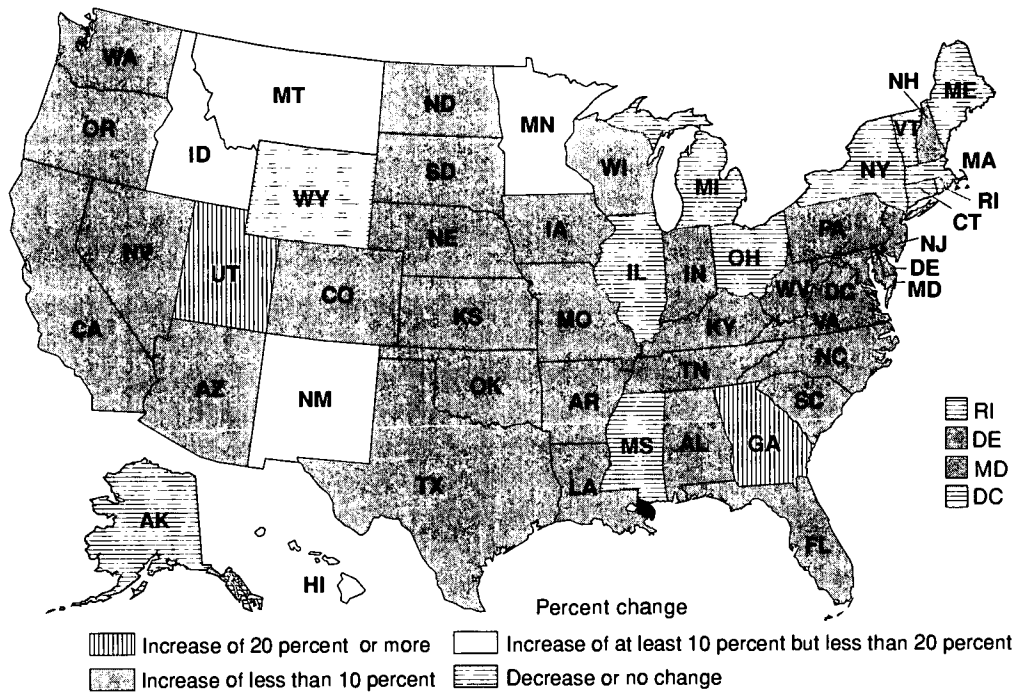 WA
MT
ND
MN
OR
ID
SD
WI
WY
MI
NH
ME
VT
NY
MA
RI
CT
NV
UT
NE
IA
CO
IL
IN
OH
PA
NJ
DE
MD
WV
DC
VA
CA
KS
MO
KY
AZ
NM
OK
AR
TN
NC
SC
TX
LA
MS
AL
GA
FL
AK
HI
RI
DE
MD
DC
Percent change
Increase of 20 percent or more
Increase of at least 10 percent but less than 20 percent
Increase of less than 10 percent
Decrease or no change